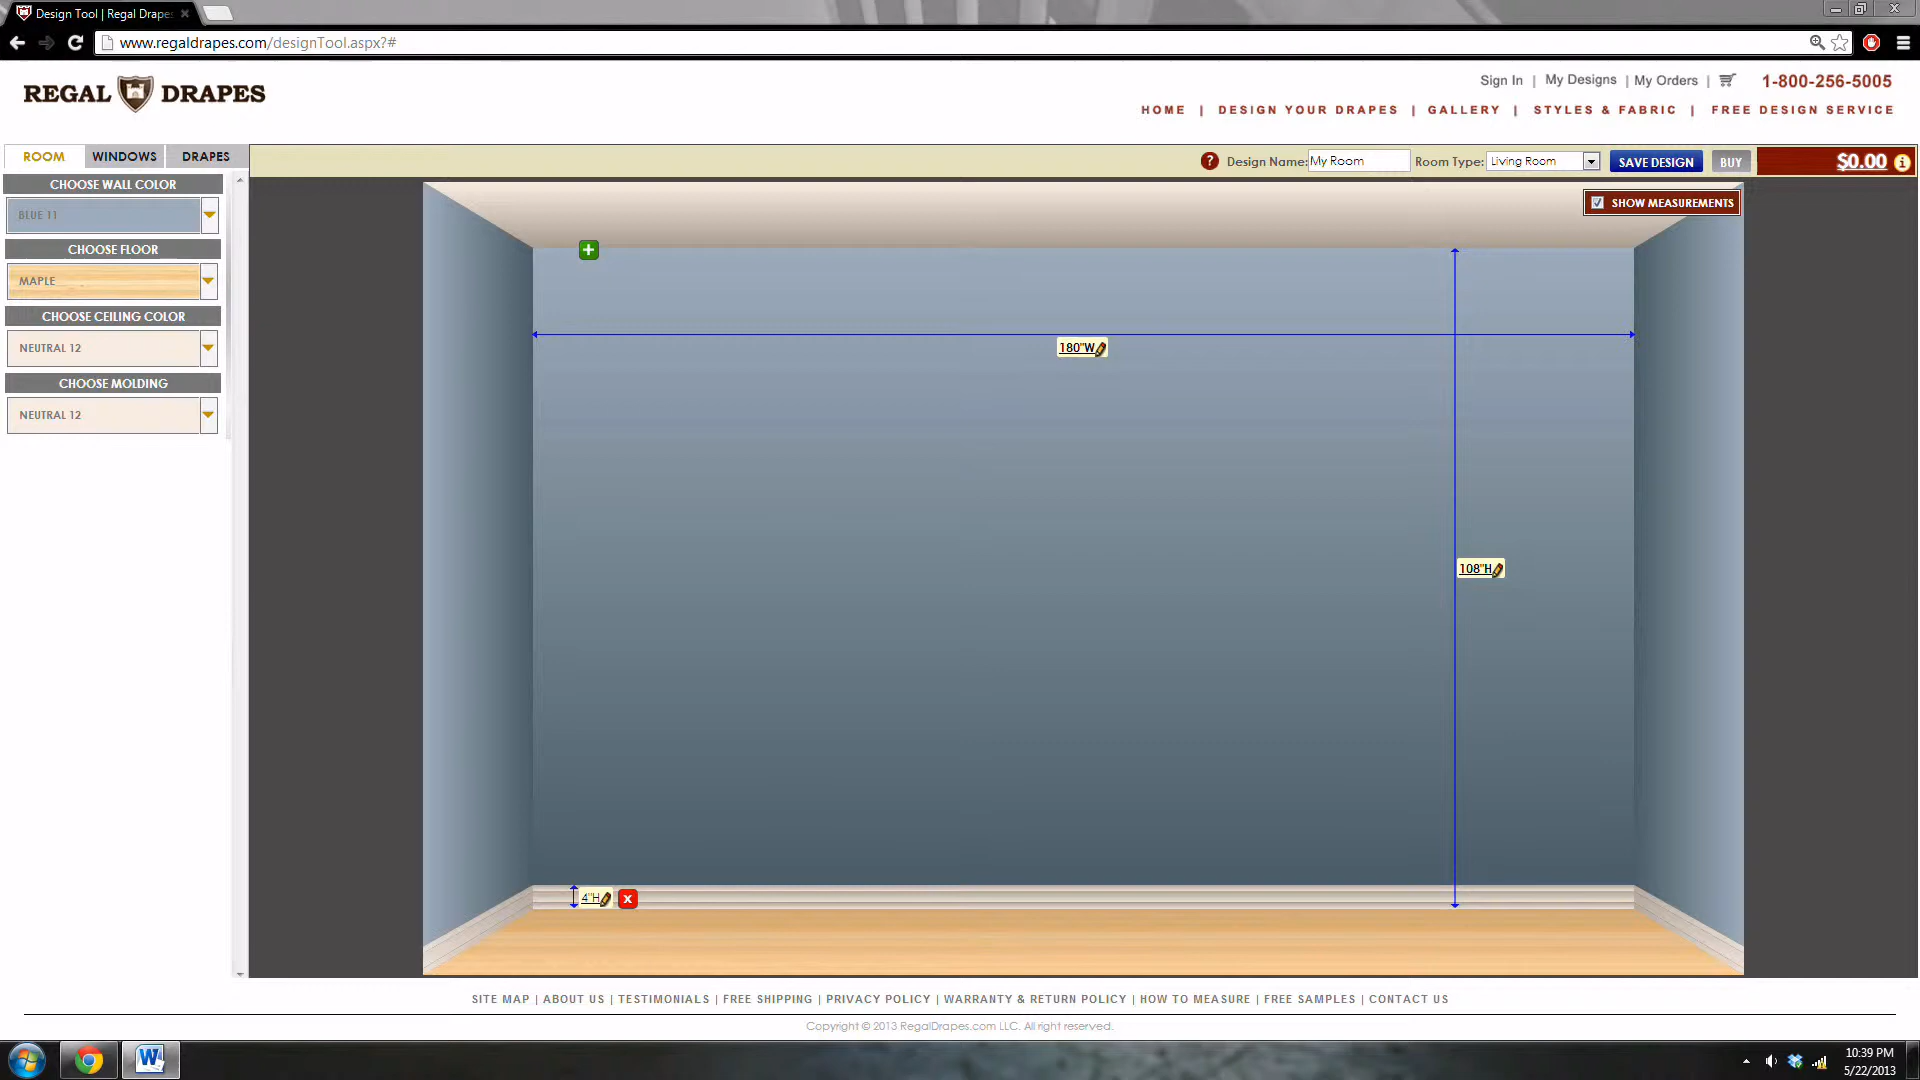 Design Tool | Regal Drapes
www.regaldrapes.com/designTool.aspx?#
REGAL DRAPES
Sign In | My Designs | My Orders | 1-800-256-5005
HOME | DESIGN YOUR DRAPES | GALLERY | STYLES & FABRIC | FREE DESIGN SERVICE
ROOM WINDOWS DRAPES
? Design Name: My Room Room Type: Living Room SAVE DESIGN BUY $0.00 i
CHOOSE WALL COLOR
BLUE 11
CHOOSE FLOOR
MAPLE
CHOOSE CEILING COLOR
NEUTRAL 12
CHOOSE MOLDING
NEUTRAL 12
SHOW MEASUREMENTS
180"W
108"H
4"H x
SITE MAP | ABOUT US | TESTIMONIALS | FREE SHIPPING | PRIVACY POLICY | WARRANTY & RETURN POLICY | HOW TO MEASURE | FREE SAMPLES | CONTACT US
Copyright © 2013 RegalDrapes.com LLC. All right reserved.
W
10:39 PM
5/22/2013